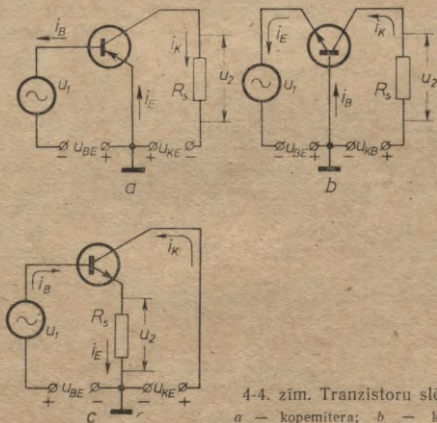 i_B
i_K
i_E
u_1
R_s
u_2
u_BE
u_KE
− + + −
a
i_E
i_K
u_1
i_B
R_s
u_2
u_BE
u_KB
− + − +
b
i_K
i_B
u_1
R_s
u_2
i_E
u_BE
u_KE
+ − − +
c
4-4. zīm. Tranzistoru
a — kopemitera; b —